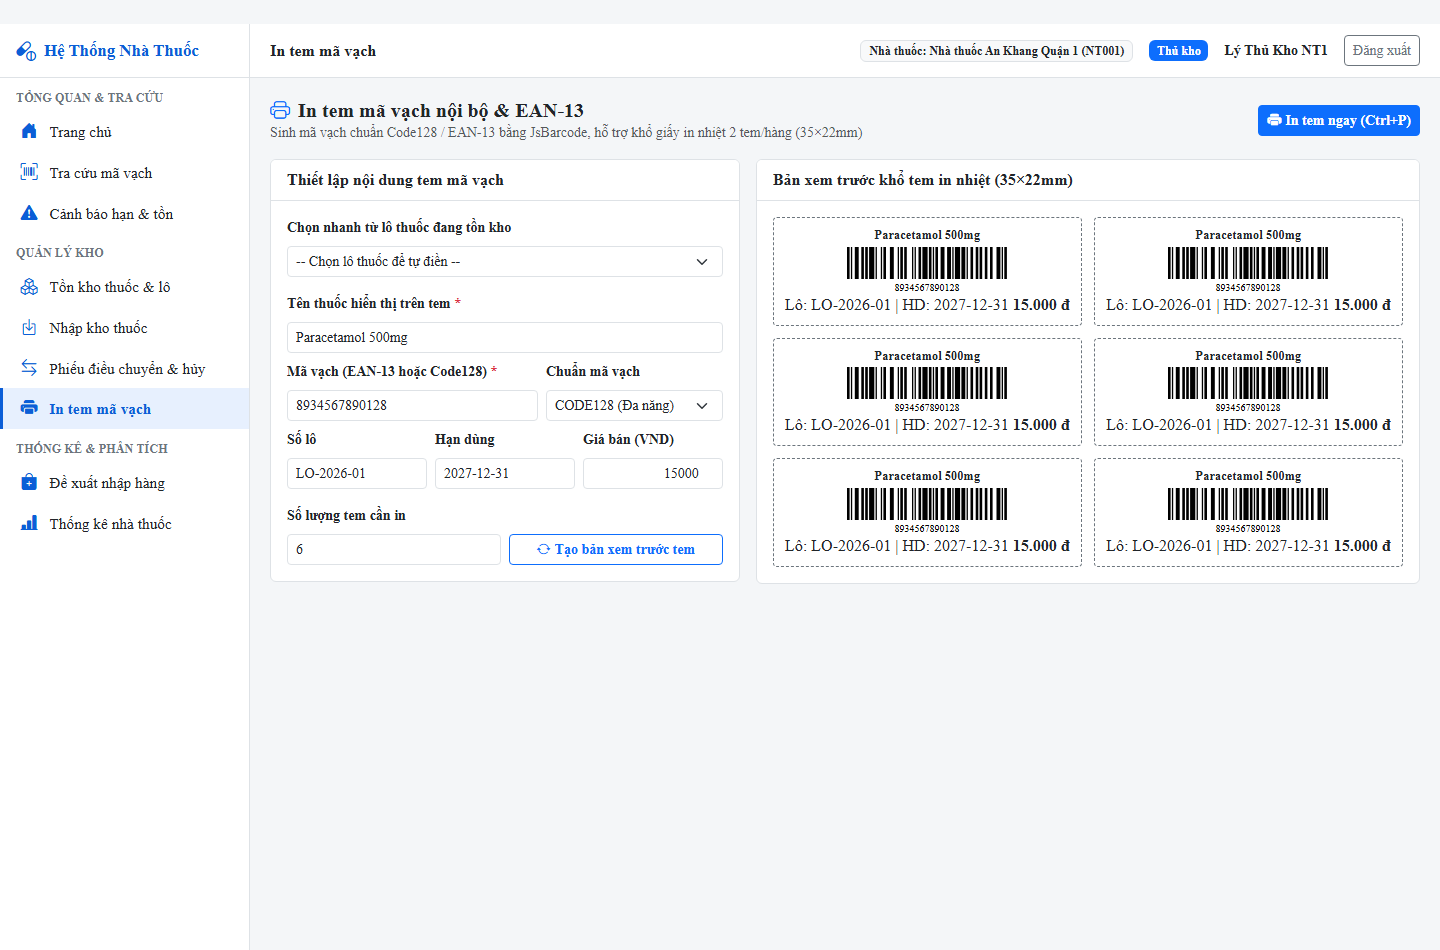 Hệ Thống Nhà Thuốc
In tem mã vạch
Nhà thuốc: Nhà thuốc An Khang Quận 1 (NT001)
Thủ kho
Lý Thủ Kho NT1
Đăng xuất
TỔNG QUAN & TRA CỨU
Trang chủ
Tra cứu mã vạch
Cảnh báo hạn & tồn
QUẢN LÝ KHO
Tồn kho thuốc & lô
Nhập kho thuốc
Phiếu điều chuyển & hủy
In tem mã vạch
THỐNG KÊ & PHÂN TÍCH
Đề xuất nhập hàng
Thống kê nhà thuốc
In tem mã vạch nội bộ & EAN-13
Sinh mã vạch chuẩn Code128 / EAN-13 bằng JsBarcode, hỗ trợ khổ giấy in nhiệt 2 tem/hàng (35×22mm)
In tem ngay (Ctrl+P)
Thiết lập nội dung tem mã vạch
Chọn nhanh từ lô thuốc đang tồn kho
-- Chọn lô thuốc để tự điền --
Tên thuốc hiển thị trên tem *
Paracetamol 500mg
Mã vạch (EAN-13 hoặc Code128) *
Chuẩn mã vạch
8934567890128
CODE128 (Đa năng)
Số lô
Hạn dùng
Giá bán (VND)
LO-2026-01
2027-12-31
15000
Số lượng tem cần in
6
Tạo bản xem trước tem
Bản xem trước khổ tem in nhiệt (35×22mm)
Paracetamol 500mg
8934567890128
Lô: LO-2026-01 | HD: 2027-12-31 15.000 đ
Paracetamol 500mg
8934567890128
Lô: LO-2026-01 | HD: 2027-12-31 15.000 đ
Paracetamol 500mg
8934567890128
Lô: LO-2026-01 | HD: 2027-12-31 15.000 đ
Paracetamol 500mg
8934567890128
Lô: LO-2026-01 | HD: 2027-12-31 15.000 đ
Paracetamol 500mg
8934567890128
Lô: LO-2026-01 | HD: 2027-12-31 15.000 đ
Paracetamol 500mg
8934567890128
Lô: LO-2026-01 | HD: 2027-12-31 15.000 đ